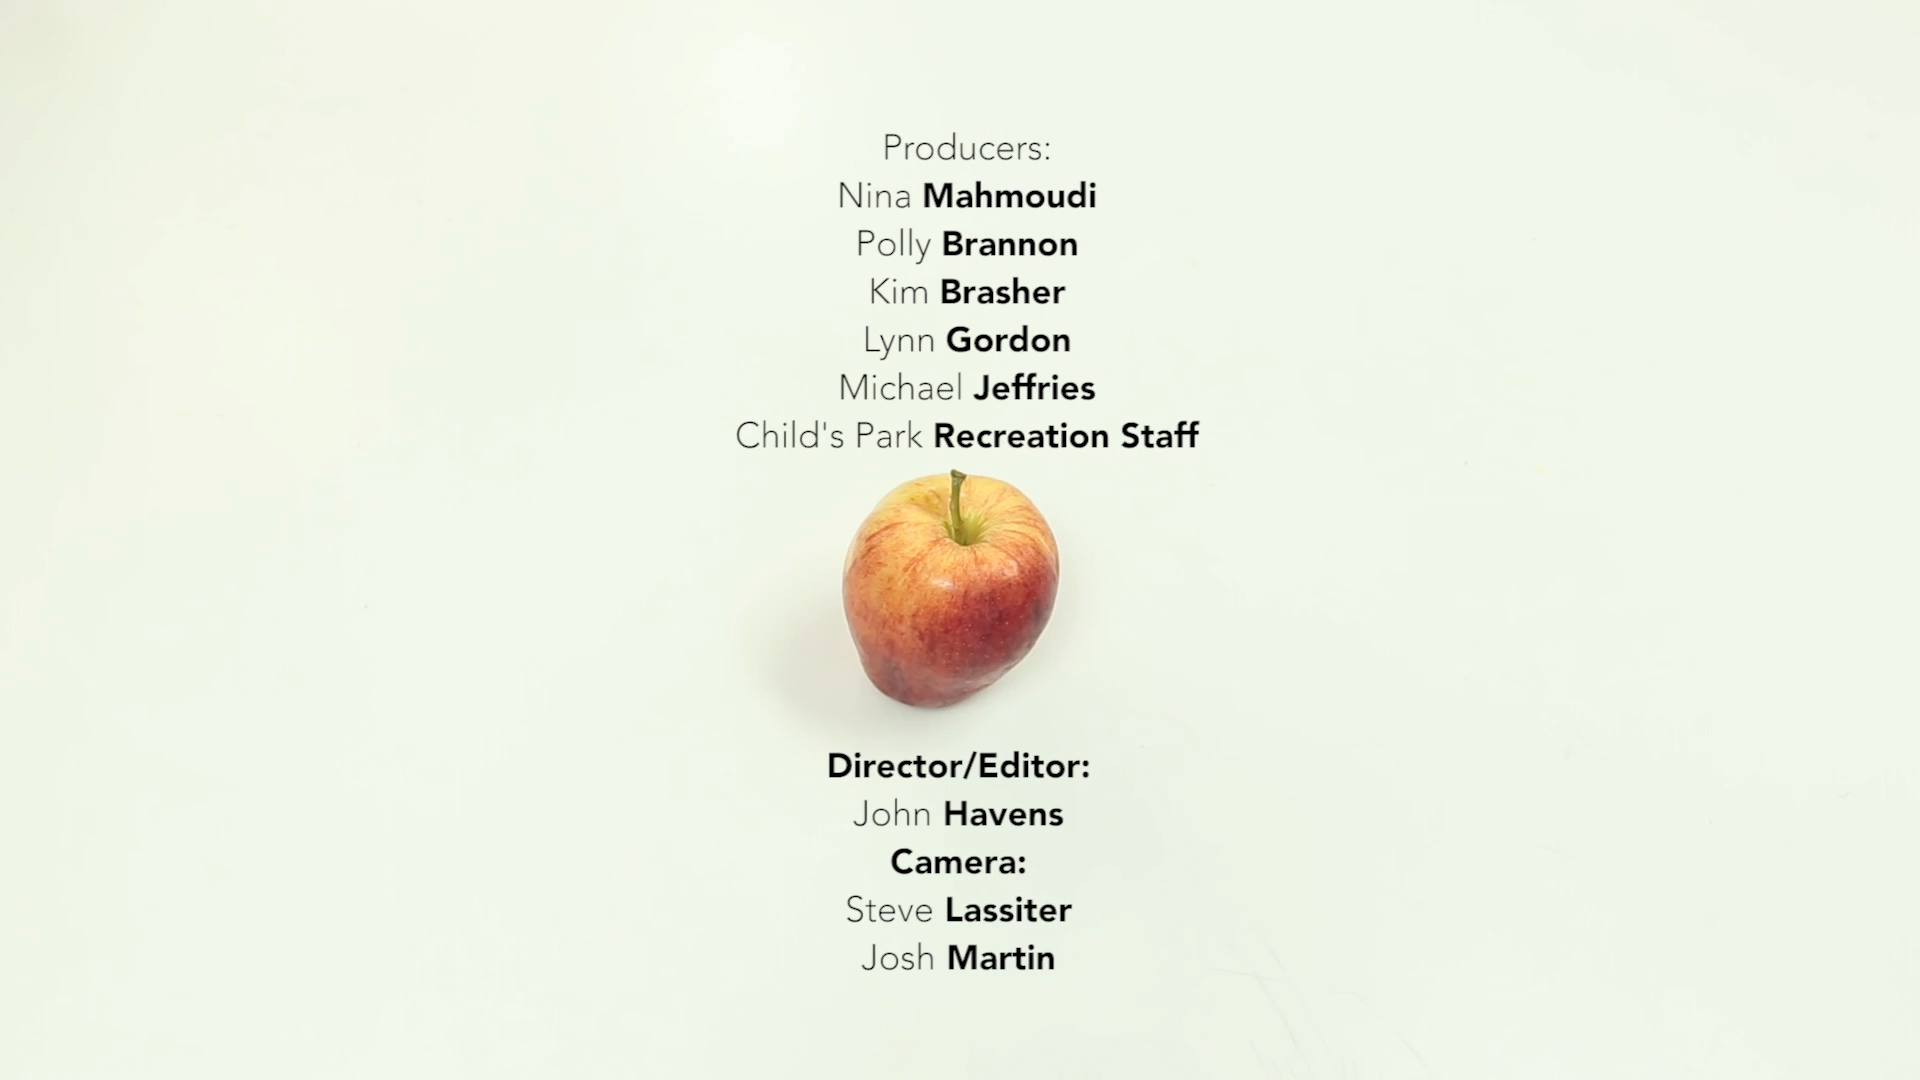 Producers:
Nina Mahmoudi
Polly Brannon
Kim Brasher
Lynn Gordon
Michael Jeffries
Child's Park Recreation Staff
Director/Editor:
John Havens
Camera:
Steve Lassiter
Josh Martin